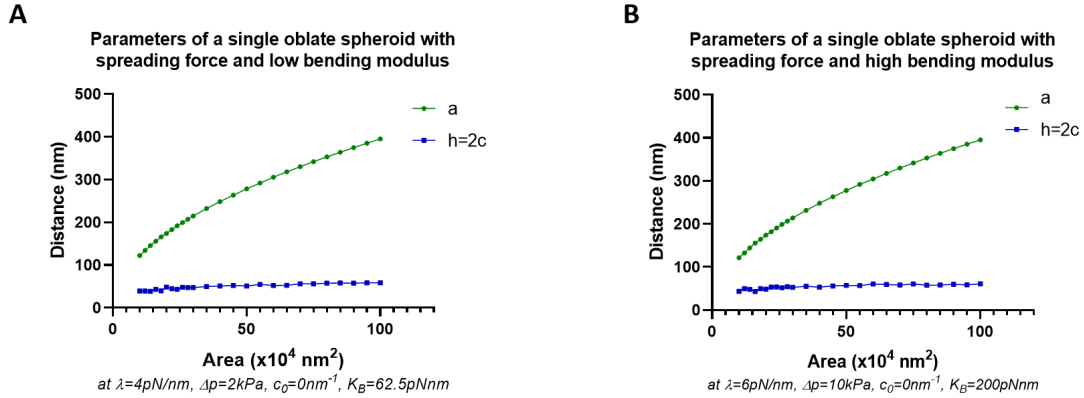 A
Parameters of a single oblate spheroid with
spreading force and low bending modulus
500
400
300
200
100
0
Distance (nm)
0
50
100
Area (x10⁴ nm²)
a
h=2c
at λ=4pN/nm, Δp=2kPa, c₀=0nm⁻¹, K_B=62.5pNnm
B
Parameters of a single oblate spheroid with
spreading force and high bending modulus
500
400
300
200
100
0
Distance (nm)
0
50
100
Area (x10⁴ nm²)
a
h=2c
at λ=6pN/nm, Δp=10kPa, c₀=0nm⁻¹, K_B=200pNnm